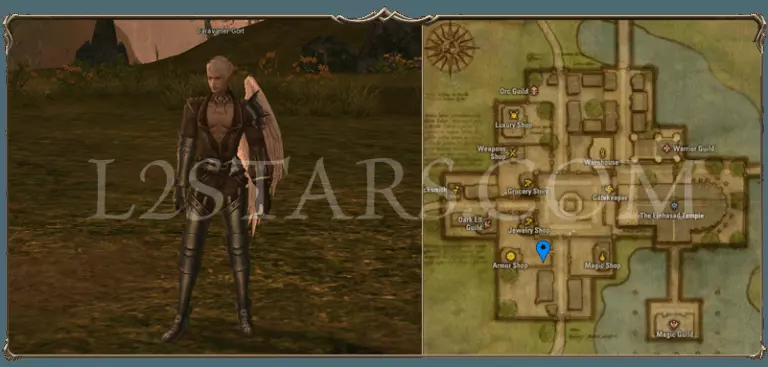 Orc Guild
Luxury Shop
Weapons
Shop
Warehouse
Warrior Guild
L2STARS.COM
Grocery Store
Gatekeeper
Dark Elf
Guild
Jewelry Shop
The Einhasad Temple
Armor Shop
Magic Shop
Magic Guild